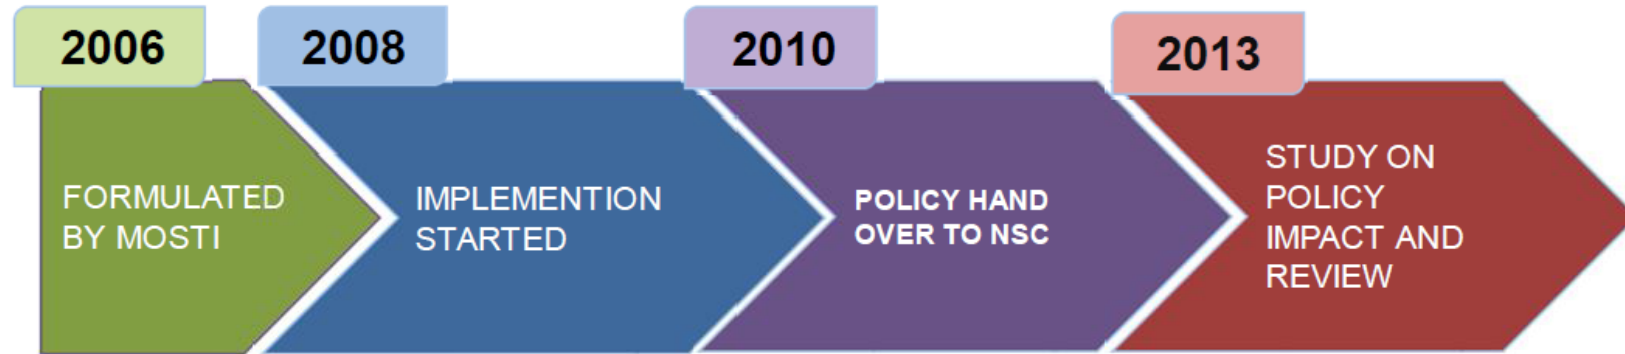 2006
FORMULATED
BY MOSTI
2008
IMPLEMENTION
STARTED
2010
POLICY HAND
OVER TO NSC
2013
STUDY ON
POLICY
IMPACT AND
REVIEW